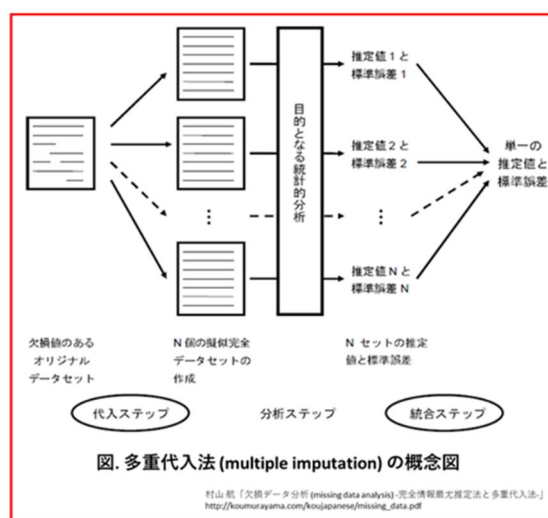 推定値1と
標準誤差1
目的となる統計的分析
推定値2と
標準誤差2
単一の
推定値と
標準誤差
⋮
⋮
推定値Nと
標準誤差N
欠損値のある
オリジナル
データセット
N個の擬似完全
データセットの
作成
Nセットの推定
値と標準誤差
代入ステップ
分析ステップ
統合ステップ
図. 多重代入法 (multiple imputation) の概念図
村山 航「欠損データ分析 (missing data analysis) -完全情報最尤推定法と多重代入法-」
http://koumurayama.com/koujapanese/missing_data.pdf